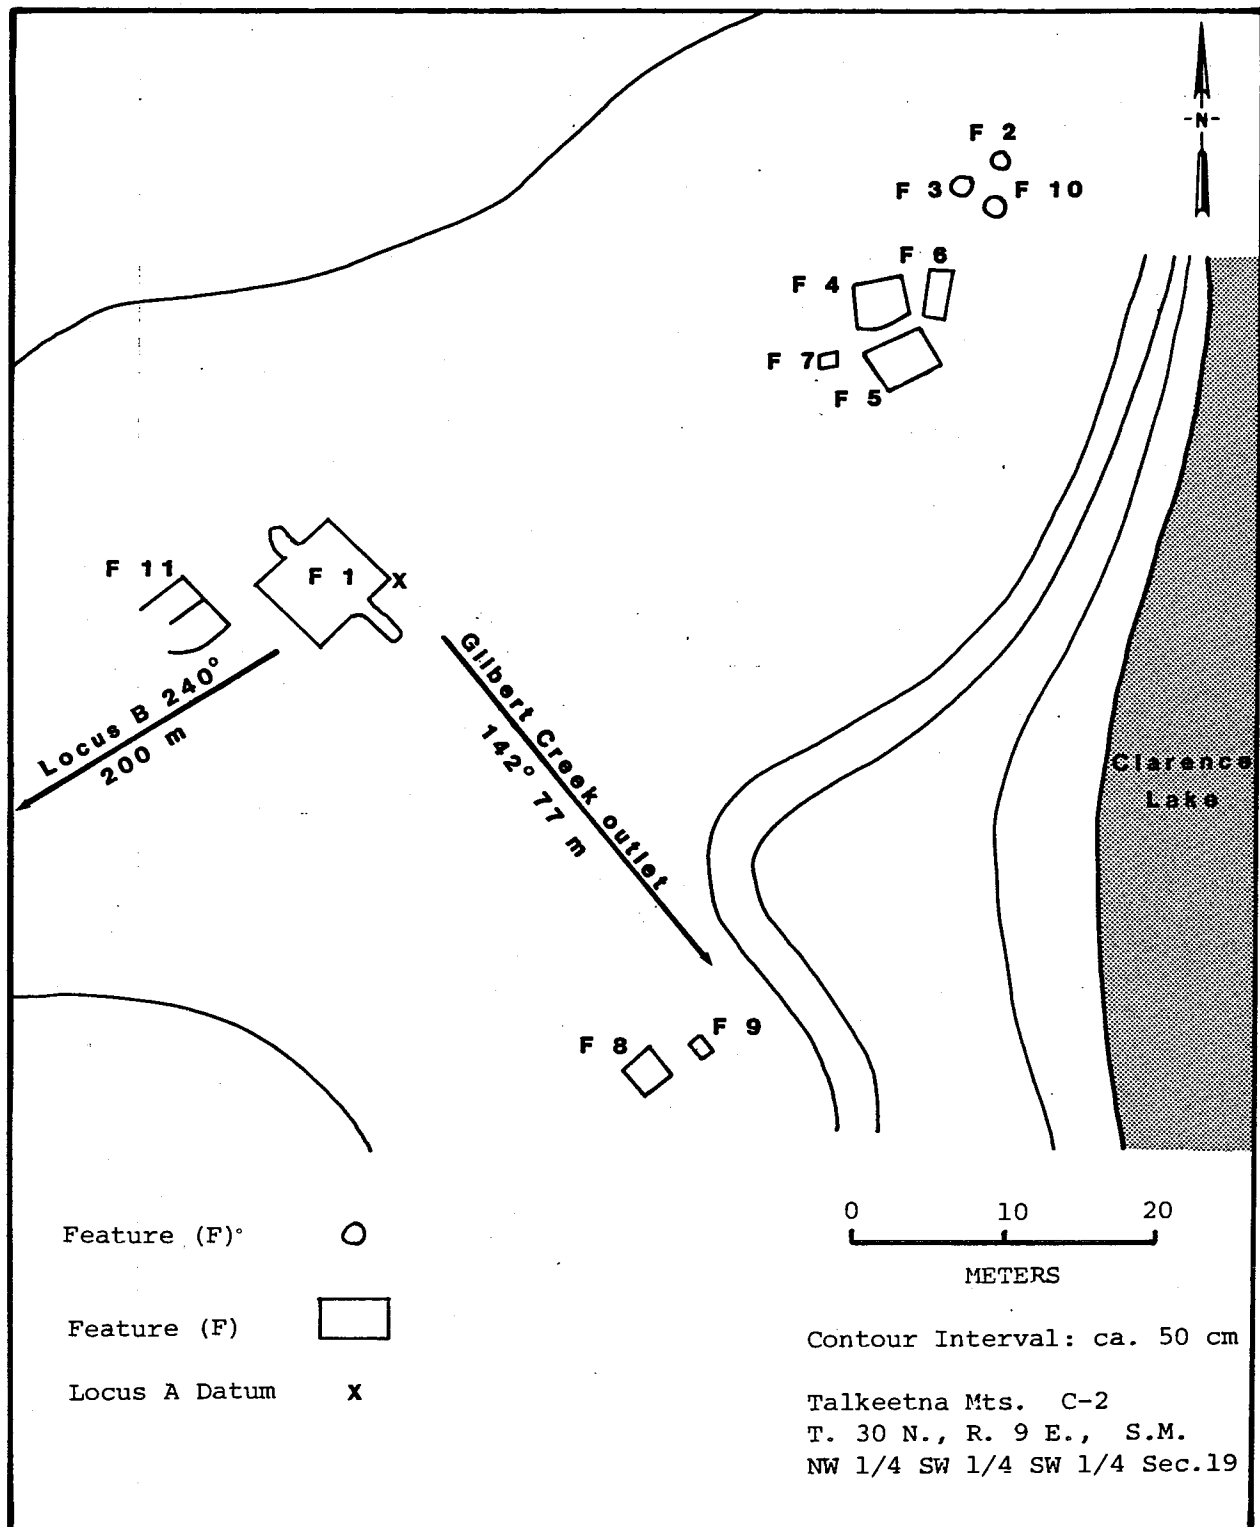 -N-
F 2
F 3
F 10
F 6
F 4
F 7
F 5
F 11
F 1
X
Locus B 240°
200 m
Gilbert Creek outlet
142° 77 m
Clarence
Lake
F 9
F 8
0 10 20
METERS
Feature (F)°
Feature (F)
Locus A Datum X
Contour Interval: ca. 50 cm
Talkeetna Mts. C-2
T. 30 N., R. 9 E., S.M.
NW 1/4 SW 1/4 SW 1/4 Sec.19